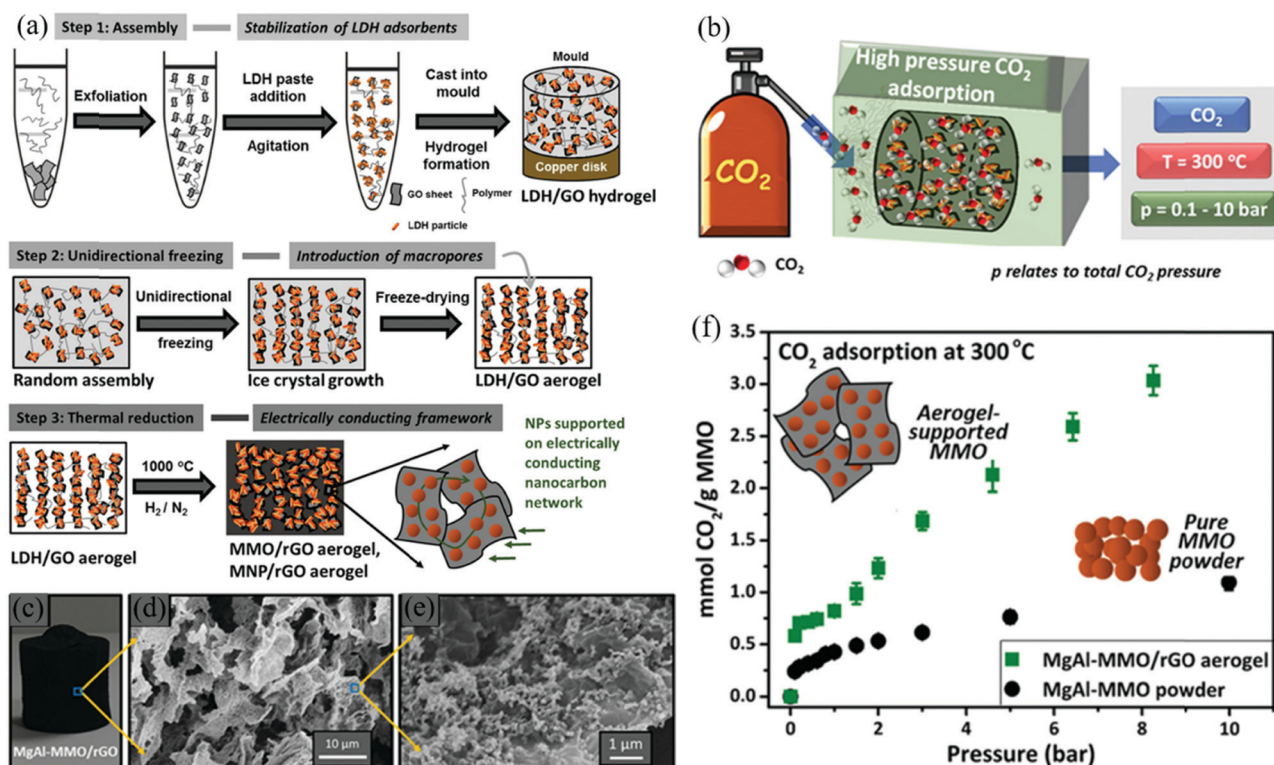 (a)
Step 1: Assembly
Stabilization of LDH adsorbents
Exfoliation
LDH paste
addition
Agitation
Cast into
mould
Hydrogel
formation
Mould
Copper disk
LDH/GO hydrogel
GO sheet
Polymer
LDH particle
Step 2: Unidirectional freezing
Introduction of macropores
Unidirectional
freezing
Freeze-drying
Random assembly
Ice crystal growth
LDH/GO aerogel
Step 3: Thermal reduction
Electrically conducting framework
1000 °C
H2 / N2
NPs supported
on electrically
conducting
nanocarbon
network
LDH/GO aerogel
MMO/rGO aerogel,
MNP/rGO aerogel
(b)
High pressure CO2
adsorption
CO2
CO2
CO2
T = 300 °C
p = 0.1 - 10 bar
p relates to total CO2 pressure
(c)
MgAl-MMO/rGO
(d)
10 µm
(e)
1 µm
(f)
CO2 adsorption at 300 °C
Aerogel-
supported
MMO
Pure
MMO
powder
MgAl-MMO/rGO aerogel
MgAl-MMO powder
mmol CO2/g MMO
3.5
3.0
2.5
2.0
1.5
1.0
0.5
0.0
0
2
4
6
8
10
Pressure (bar)